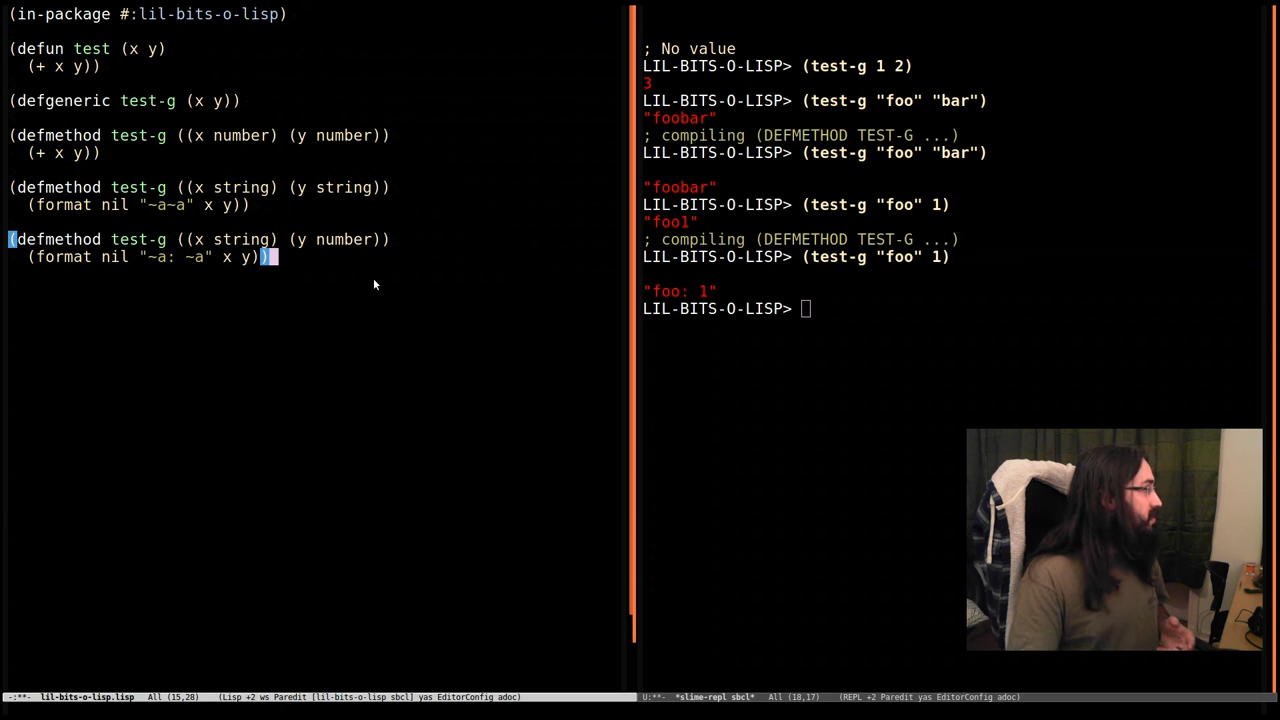 (in-package #:lil-bits-o-lisp)
(defun test (x y)
(+ x y))
(defgeneric test-g (x y))
(defmethod test-g ((x number) (y number))
(+ x y))
(defmethod test-g ((x string) (y string))
(format nil "~a~a" x y))
(defmethod test-g ((x string) (y number))
(format nil "~a: ~a" x y))
-:**- lil-bits-o-lisp.lisp All (15,28) (Lisp +2 ws Paredit [lil-bits-o-lisp sbcl] yas EditorConfig adoc)
; No value
LIL-BITS-O-LISP> (test-g 1 2)
3
LIL-BITS-O-LISP> (test-g "foo" "bar")
"foobar"
; compiling (DEFMETHOD TEST-G ...)
LIL-BITS-O-LISP> (test-g "foo" "bar")
"foobar"
LIL-BITS-O-LISP> (test-g "foo" 1)
"foo1"
; compiling (DEFMETHOD TEST-G ...)
LIL-BITS-O-LISP> (test-g "foo" 1)
"foo: 1"
LIL-BITS-O-LISP>
U:**- *slime-repl sbcl* All (18,17) (REPL +2 Paredit yas EditorConfig adoc)